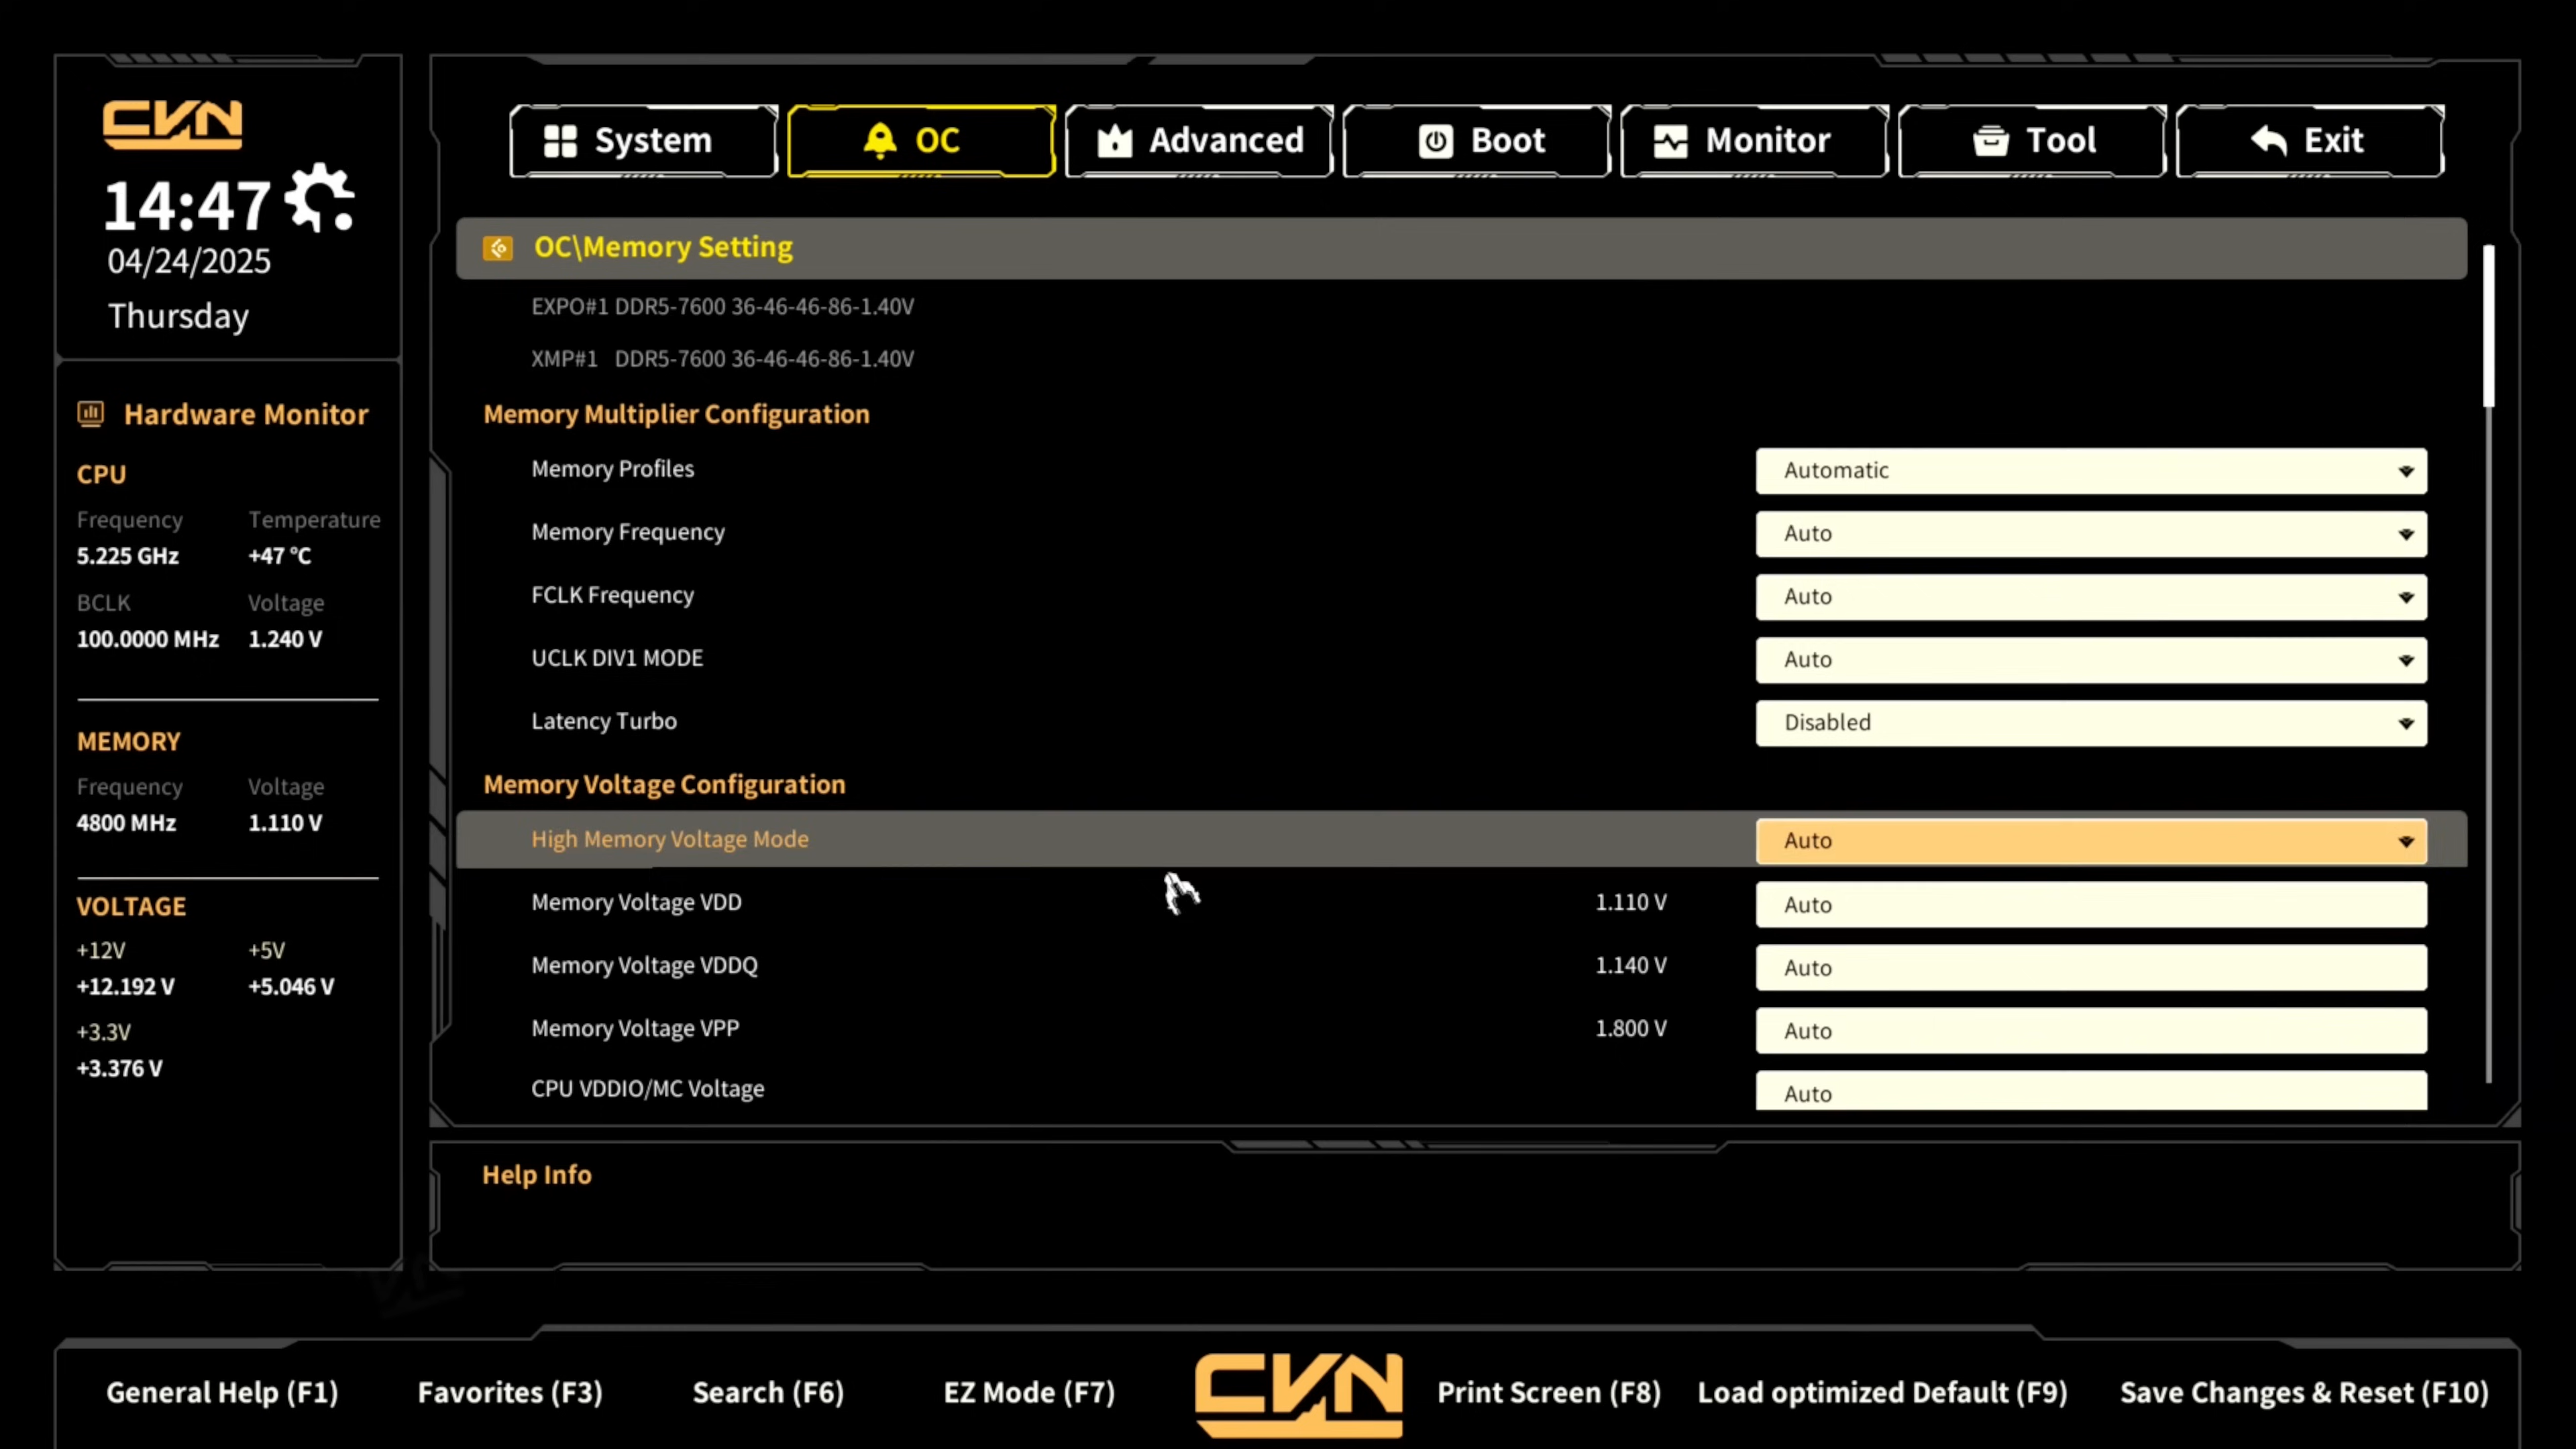 CVN
14:47
04/24/2025
Thursday
Hardware Monitor
CPU
Frequency Temperature
5.225 GHz +47 °C
BCLK Voltage
100.0000 MHz 1.240 V
MEMORY
Frequency Voltage
4800 MHz 1.110 V
VOLTAGE
+12V +5V
+12.192 V +5.046 V
+3.3V
+3.376 V
System OC Advanced Boot Monitor Tool Exit
OC\Memory Setting
EXPO#1 DDR5-7600 36-46-46-86-1.40V
XMP#1 DDR5-7600 36-46-46-86-1.40V
Memory Multiplier Configuration
Memory Profiles Automatic
Memory Frequency Auto
FCLK Frequency Auto
UCLK DIV1 MODE Auto
Latency Turbo Disabled
Memory Voltage Configuration
High Memory Voltage Mode Auto
Memory Voltage VDD 1.110 V Auto
Memory Voltage VDDQ 1.140 V Auto
Memory Voltage VPP 1.800 V Auto
CPU VDDIO/MC Voltage Auto
Help Info
General Help (F1) Favorites (F3) Search (F6) EZ Mode (F7) CVN Print Screen (F8) Load optimized Default (F9) Save Changes & Reset (F10)